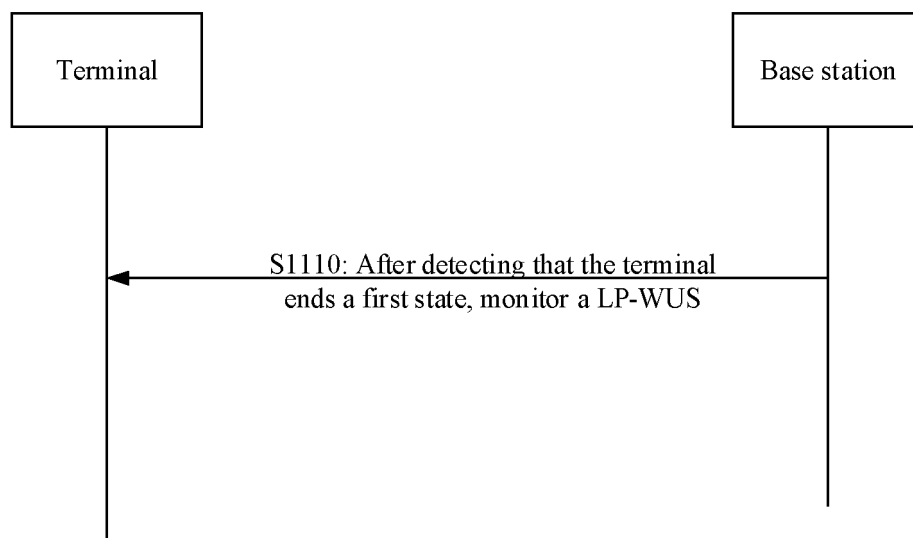 Terminal
Base station
S1110: After detecting that the terminal
ends a first state, monitor a LP-WUS